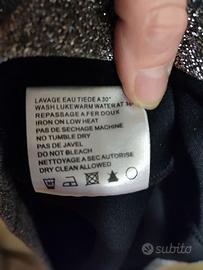 LAVAGE EAU TIEDE A 30°
WASH LUKEWARM WATER AT 30°
REPASSAGE A FER DOUX
IRON ON LOW HEAT
PAS DE SECHAGE MACHINE
NO TUMBLE DRY
PAS DE JAVEL
DO NOT BLEACH
NETTOYAGE A SEC AUTORISE
DRY CLEAN ALLOWED
subito